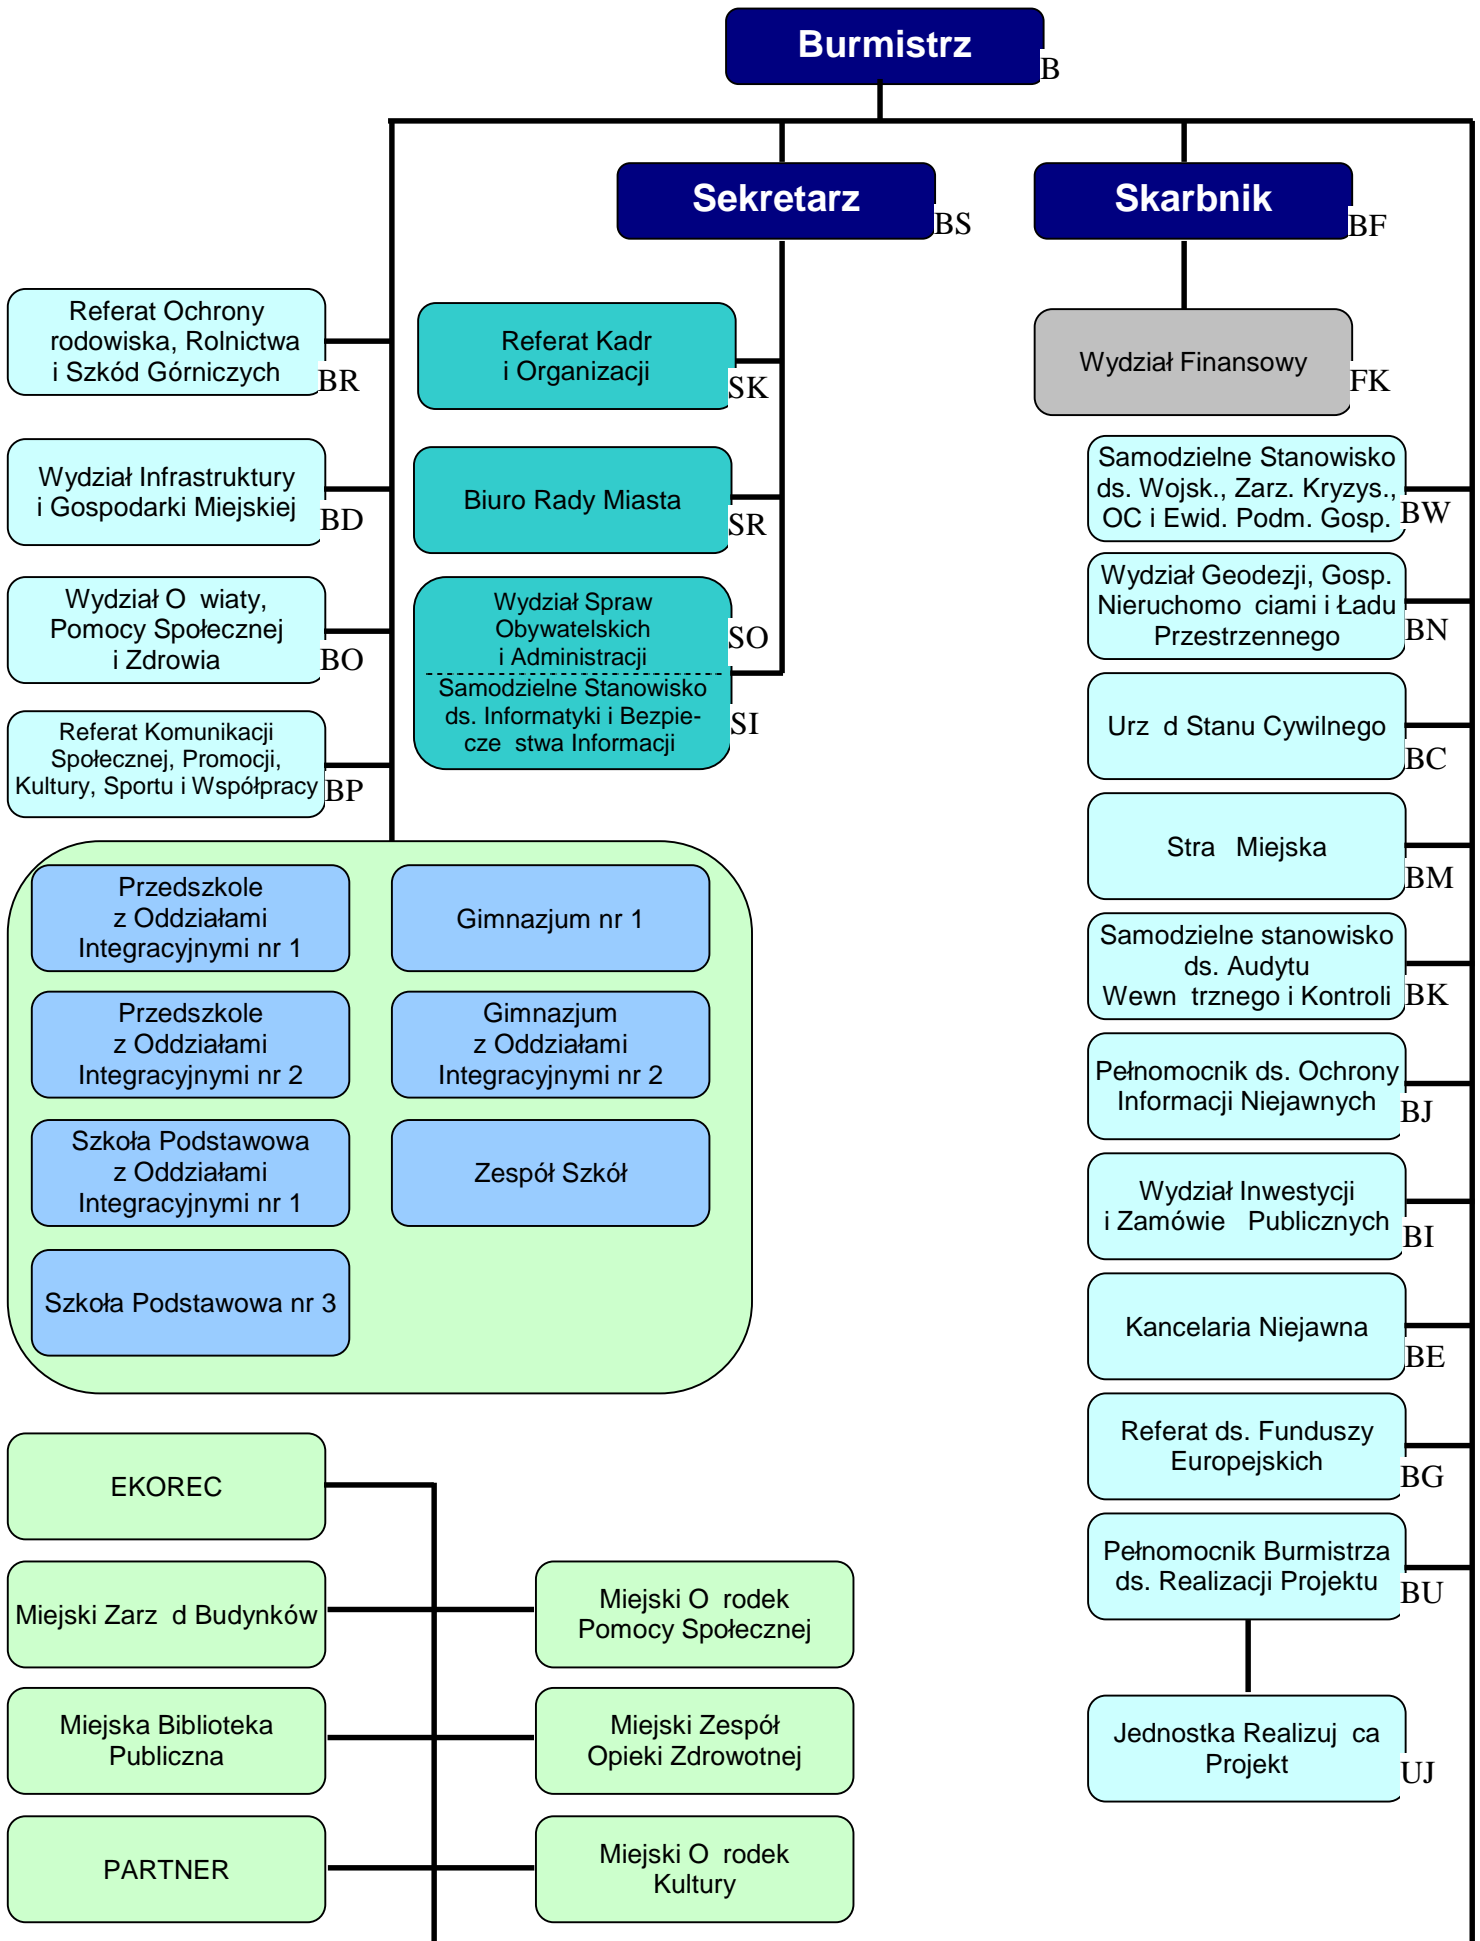 Burmistrz
B
Sekretarz
BS
Skarbnik
BF
Referat Ochrony
rodowiska, Rolnictwa
i Szkód Górniczych
BR
Wydział Infrastruktury
i Gospodarki Miejskiej
BD
Wydział O wiaty,
Pomocy Społecznej
i Zdrowia
BO
Referat Komunikacji
Społecznej, Promocji,
Kultury, Sportu i Współpracy
BP
Referat Kadr
i Organizacji
SK
Biuro Rady Miasta
SR
Wydział Spraw
Obywatelskich
i Administracji
SO
Samodzielne Stanowisko
ds. Informatyki i Bezpie-
cze stwa Informacji
SI
Wydział Finansowy
FK
Samodzielne Stanowisko
ds. Wojsk., Zarz. Kryzys.,
OC i Ewid. Podm. Gosp.
BW
Wydział Geodezji, Gosp.
Nieruchomo ciami i Ładu
Przestrzennego
BN
Urz d Stanu Cywilnego
BC
Stra Miejska
BM
Samodzielne stanowisko
ds. Audytu
Wewn trznego i Kontroli
BK
Pełnomocnik ds. Ochrony
Informacji Niejawnych
BJ
Wydział Inwestycji
i Zamówie Publicznych
BI
Kancelaria Niejawna
BE
Referat ds. Funduszy
Europejskich
BG
Pełnomocnik Burmistrza
ds. Realizacji Projektu
BU
Jednostka Realizuj ca
Projekt
UJ
Przedszkole
z Oddziałami
Integracyjnymi nr 1
Gimnazjum nr 1
Przedszkole
z Oddziałami
Integracyjnymi nr 2
Gimnazjum
z Oddziałami
Integracyjnymi nr 2
Szkoła Podstawowa
z Oddziałami
Integracyjnymi nr 1
Zespół Szkół
Szkoła Podstawowa nr 3
EKOREC
Miejski Zarz d Budynków
Miejski O rodek
Pomocy Społecznej
Miejska Biblioteka
Publiczna
Miejski Zespół
Opieki Zdrowotnej
PARTNER
Miejski O rodek
Kultury